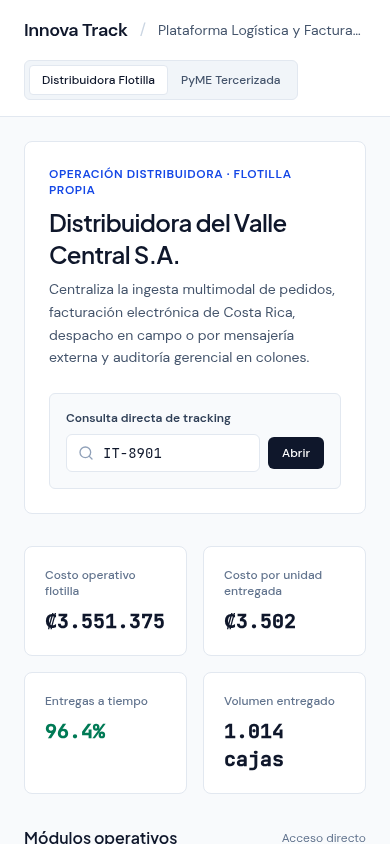 Innova Track / Plataforma Logística y Factura…
Distribuidora Flotilla
PyME Tercerizada
OPERACIÓN DISTRIBUIDORA · FLOTILLA
PROPIA
Distribuidora del Valle
Central S.A.
Centraliza la ingesta multimodal de pedidos,
facturación electrónica de Costa Rica,
despacho en campo o por mensajería
externa y auditoría gerencial en colones.
Consulta directa de tracking
IT-8901
Abrir
Costo operativo
flotilla
₡3.551.375
Costo por unidad
entregada
₡3.502
Entregas a tiempo
96.4%
Volumen entregado
1.014
cajas
Módulos operativos
Acceso directo